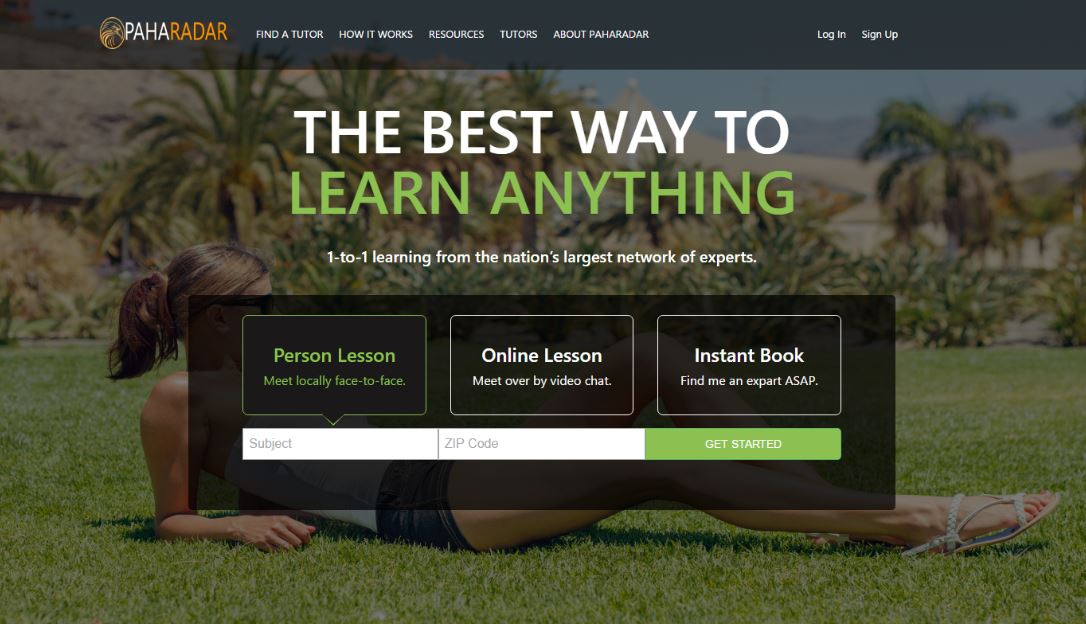 PAHARADAR
FIND A TUTOR HOW IT WORKS RESOURCES TUTORS ABOUT PAHARADAR Log In Sign Up
THE BEST WAY TO
LEARN ANYTHING
1-to-1 learning from the nation’s largest network of experts.
Person Lesson
Meet locally face-to-face.
Online Lesson
Meet over by video chat.
Instant Book
Find me an expart ASAP.
Subject ZIP Code GET STARTED